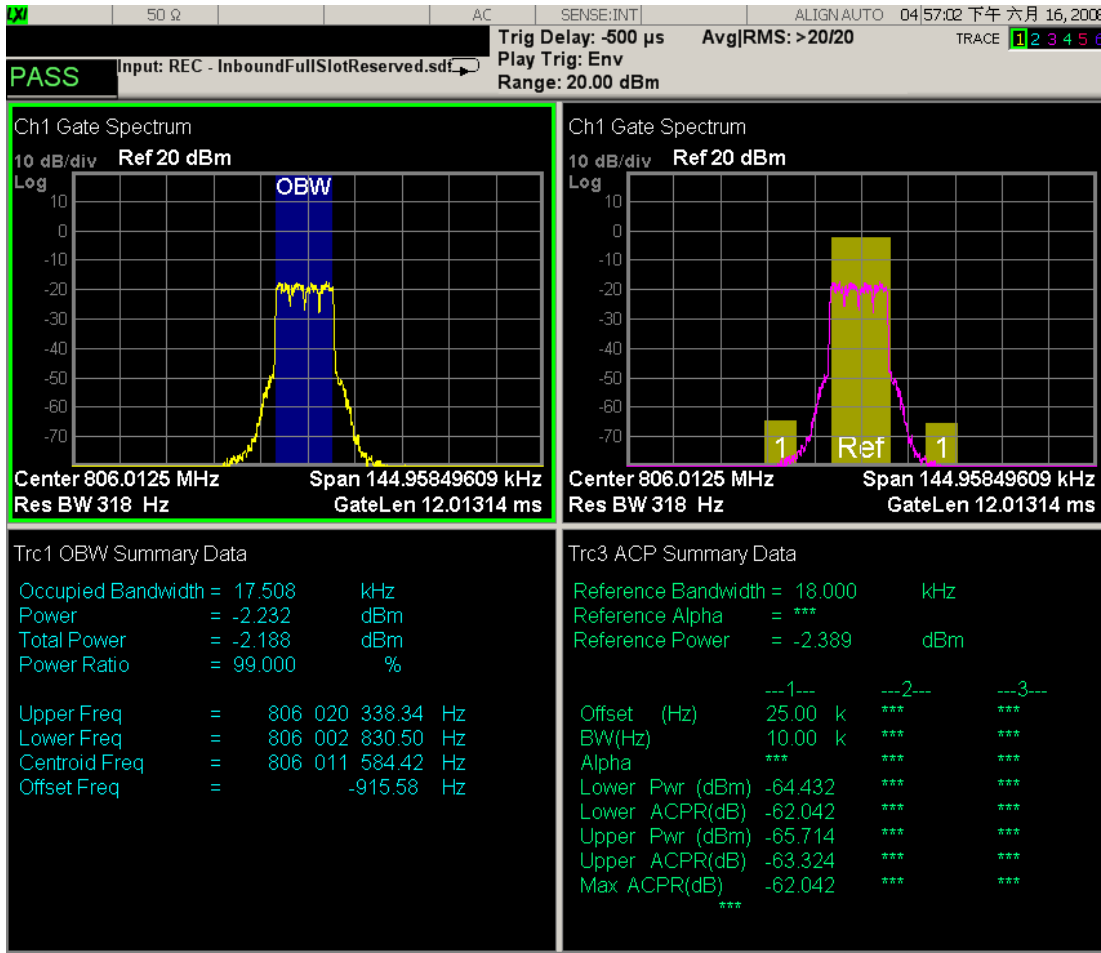 LXI 50 Ω AC SENSE:INT ALIGN AUTO 04|57:02 下午 六月 16, 2008
Trig Delay: -500 µs Avg|RMS: >20/20 TRACE 1 2 3 4 5 6
PASS Input: REC - InboundFullSlotReserved.sdf Play Trig: Env
Range: 20.00 dBm
Ch1 Gate Spectrum
10 dB/div Ref 20 dBm
Log
OBW
10
0
-10
-20
-30
-40
-50
-60
-70
Center 806.0125 MHz Span 144.95849609 kHz
Res BW 318 Hz GateLen 12.01314 ms
Ch1 Gate Spectrum
10 dB/div Ref 20 dBm
Log
10
0
-10
-20
-30
-40
-50
-60
-70
1 Ref 1
Center 806.0125 MHz Span 144.95849609 kHz
Res BW 318 Hz GateLen 12.01314 ms
Trc1 OBW Summary Data
Occupied Bandwidth = 17.508 kHz
Power = -2.232 dBm
Total Power = -2.188 dBm
Power Ratio = 99.000 %
Upper Freq = 806 020 338.34 Hz
Lower Freq = 806 002 830.50 Hz
Centroid Freq = 806 011 584.42 Hz
Offset Freq = -915.58 Hz
Trc3 ACP Summary Data
Reference Bandwidth = 18.000 kHz
Reference Alpha = ***
Reference Power = -2.389 dBm
---1--- ---2--- ---3---
Offset (Hz) 25.00 k *** ***
BW(Hz) 10.00 k *** ***
Alpha *** *** ***
Lower Pwr (dBm) -64.432 *** ***
Lower ACPR(dB) -62.042 *** ***
Upper Pwr (dBm) -65.714 *** ***
Upper ACPR(dB) -63.324 *** ***
Max ACPR(dB) -62.042 *** ***
***